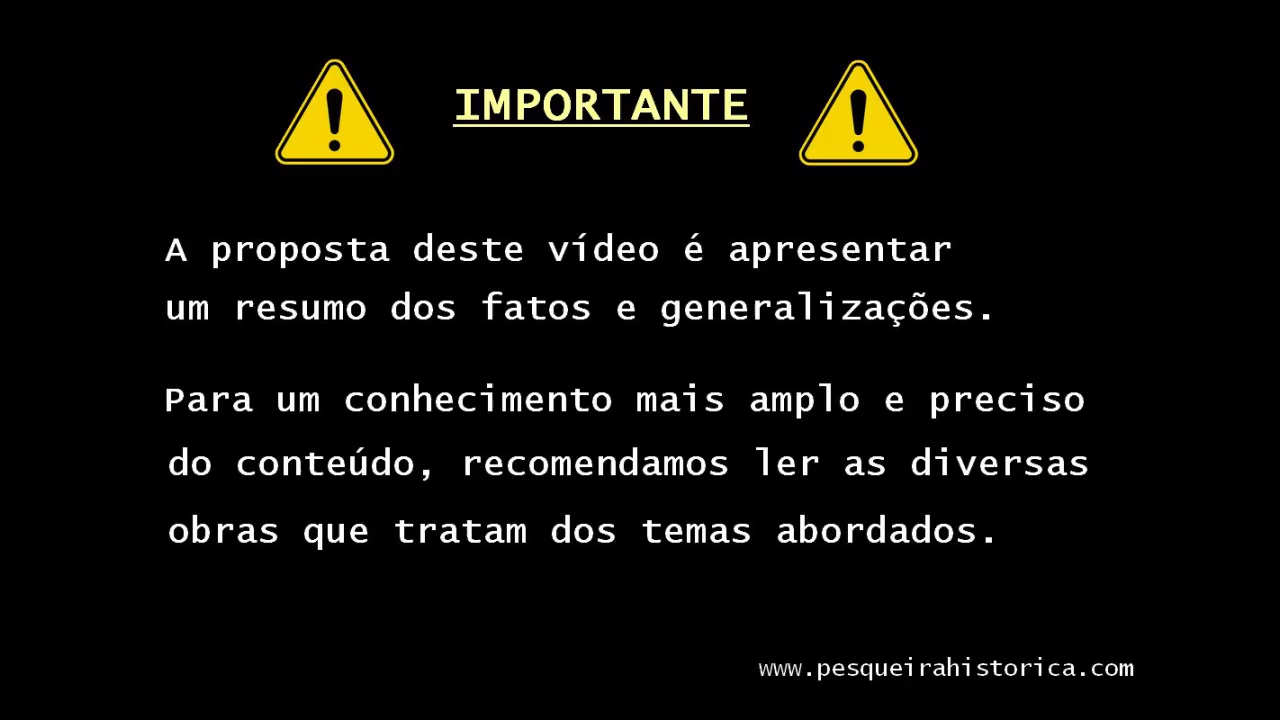 IMPORTANTE
A proposta deste vídeo é apresentar
um resumo dos fatos e generalizações.
Para um conhecimento mais amplo e preciso
do conteúdo, recomendamos ler as diversas
obras que tratam dos temas abordados.
www.pesqueirahistorica.com